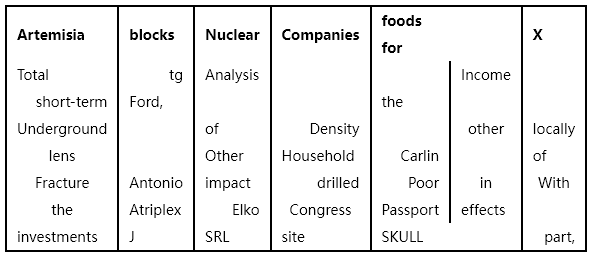 Artemisia blocks Nuclear Companies foods for X
Total tg Analysis Income
short-term Ford, the
Underground of Density other locally
lens Other Household Carlin of
Fracture Antonio impact drilled Poor in With
the Atriplex Elko Congress Passport effects
investments J SRL site SKULL part,